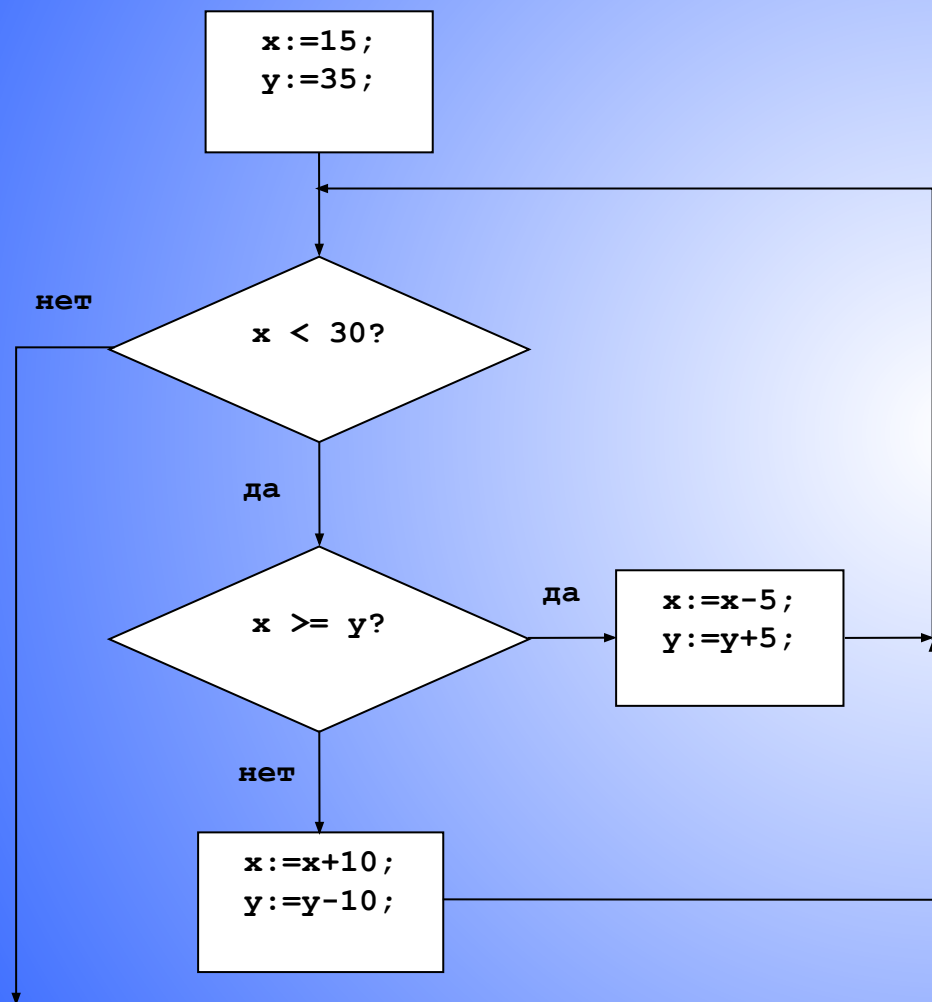 x:=15;
y:=35;
нет
x < 30?
да
x >= y?
да
x:=x-5;
y:=y+5;
нет
x:=x+10;
y:=y-10;